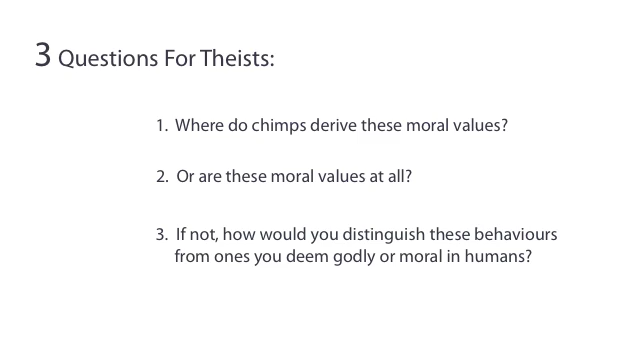 3 Questions For Theists:
1. Where do chimps derive these moral values?
2. Or are these moral values at all?
3. If not, how would you distinguish these behaviours
from ones you deem godly or moral in humans?